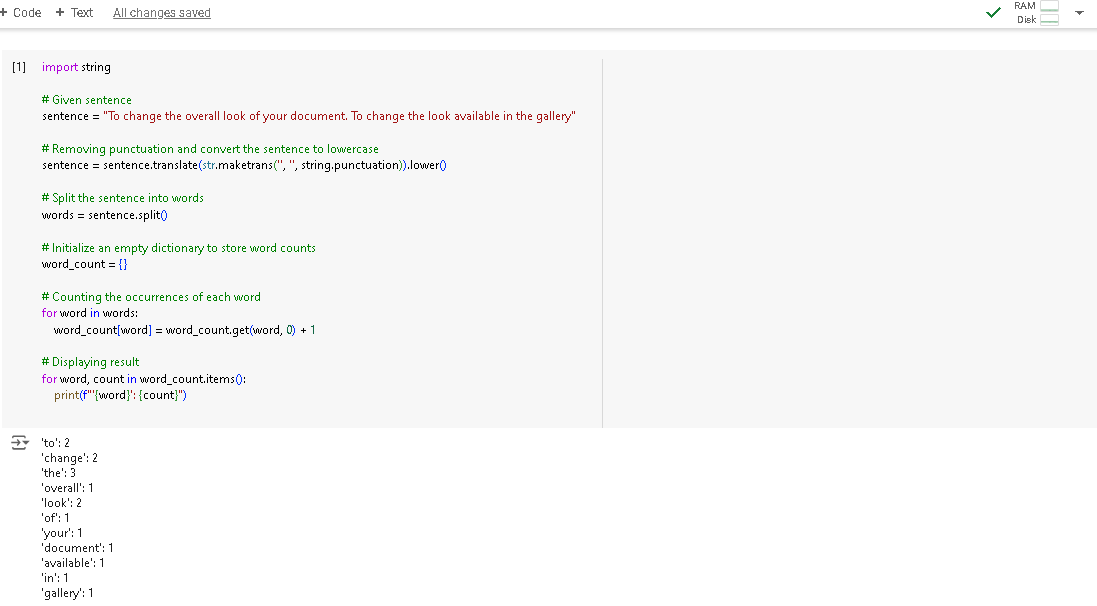 + Code + Text All changes saved
RAM
Disk
[1] import string
# Given sentence
sentence = "To change the overall look of your document. To change the look available in the gallery"
# Removing punctuation and convert the sentence to lowercase
sentence = sentence.translate(str.maketrans('', '', string.punctuation)).lower()
# Split the sentence into words
words = sentence.split()
# Initialize an empty dictionary to store word counts
word_count = {}
# Counting the occurrences of each word
for word in words:
    word_count[word] = word_count.get(word, 0) + 1
# Displaying result
for word, count in word_count.items():
    print(f"'{word}': {count}")
'to': 2
'change': 2
'the': 3
'overall': 1
'look': 2
'of': 1
'your': 1
'document': 1
'available': 1
'in': 1
'gallery': 1